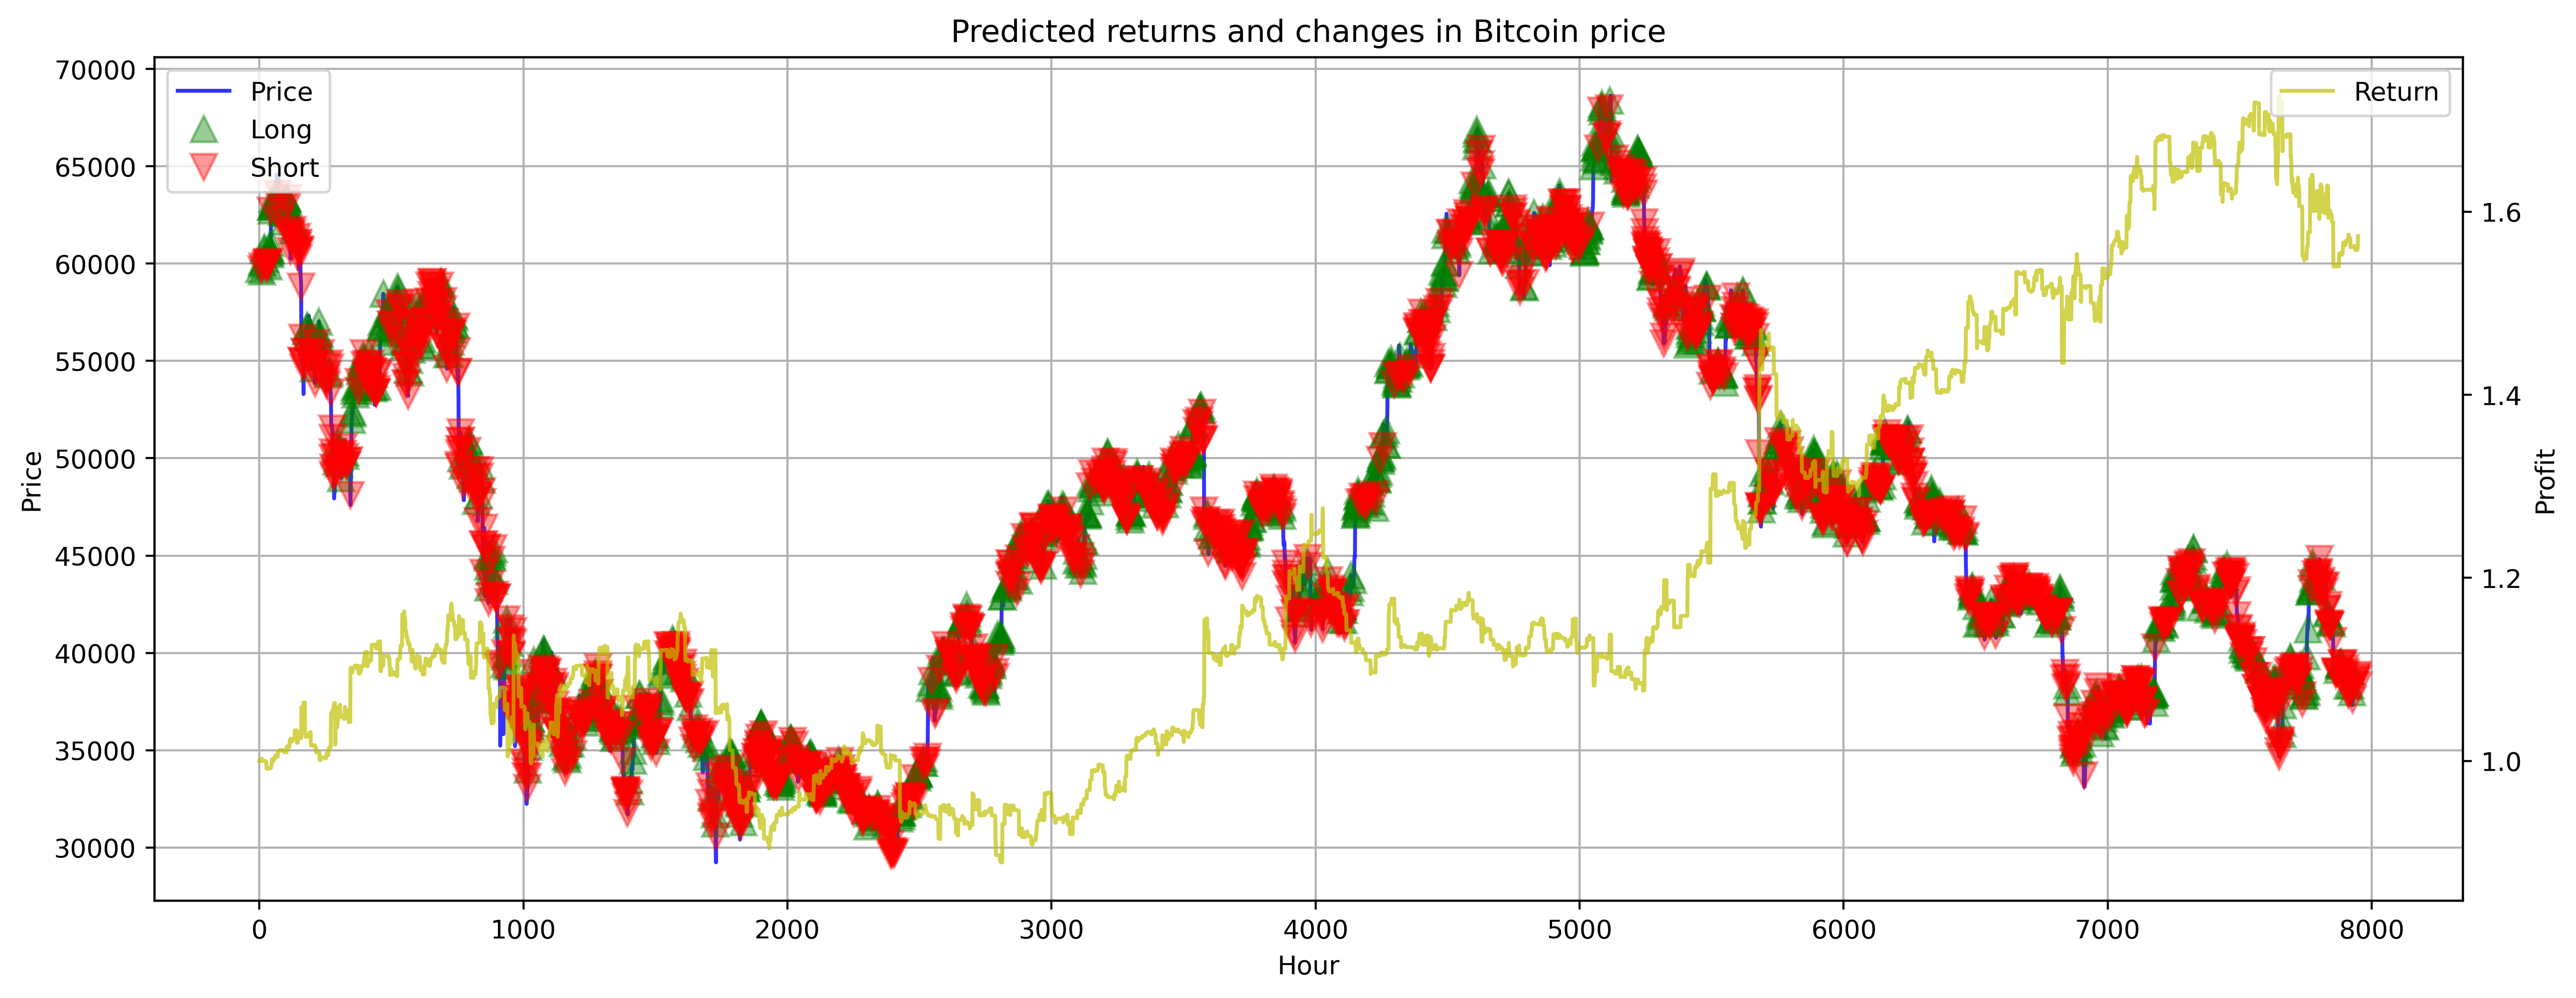 Predicted returns and changes in Bitcoin price
Price
Long
Short
Return
70000
65000
60000
55000
50000
45000
40000
35000
30000
Price
1.6
1.4
1.2
1.0
Profit
0 1000 2000 3000 4000 5000 6000 7000 8000
Hour